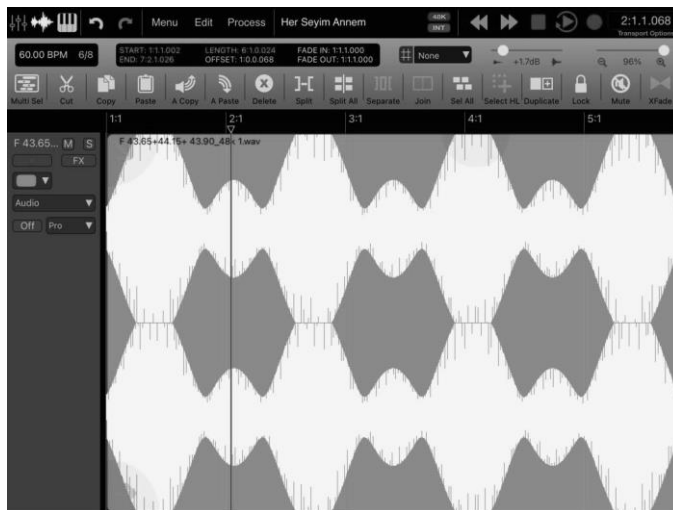 Menu Edit Process Her Seyim Annem 48K INT 2:1.1.068
Transport Options
60.00 BPM 6/8 START: 1:1.1.002 LENGTH: 6:1.0.024 FADE IN: 1:1.1.000 None +1.7dB 96%
END: 7:2.1.026 OFFSET: 1:0.0.068 FADE OUT: 1:1.1.000
Multi Sel Cut Copy Paste A Copy A Paste Delete Split Split All Separate Join Sel All Select HL Duplicate Lock Mute XFade
1:1 2:1 3:1 4:1 5:1
F 43.65... M S F 43.65+44.15+ 43.90_48k 1.wav
FX
Audio
Off Pro